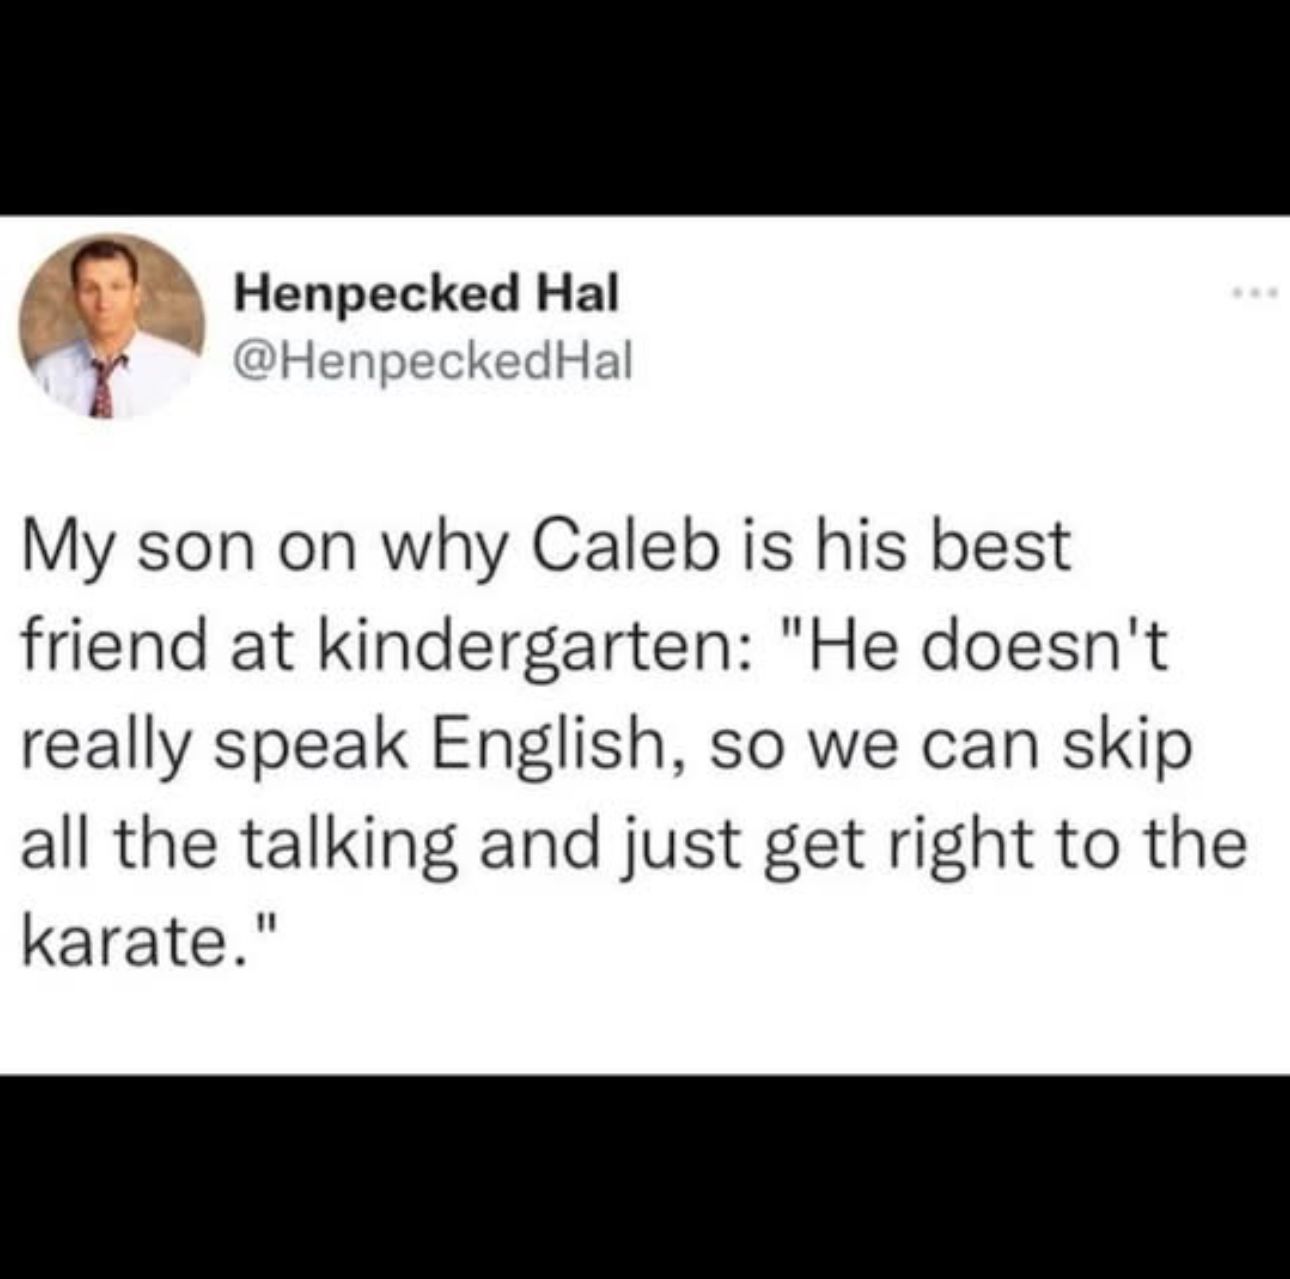 Henpecked Hal
@HenpeckedHal
My son on why Caleb is his best
friend at kindergarten: "He doesn't
really speak English, so we can skip
all the talking and just get right to the
karate."